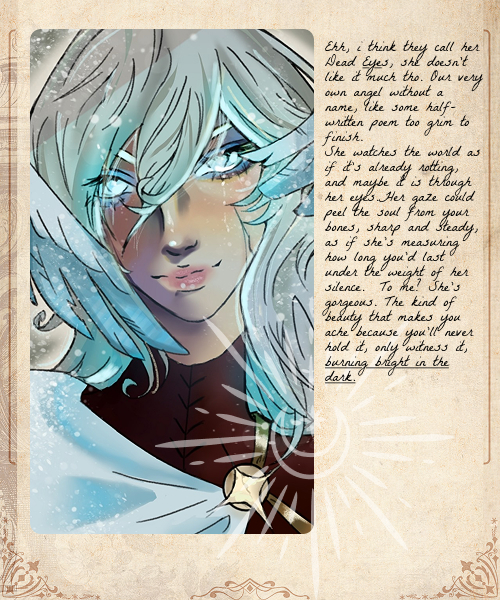 Ehh, i think they call her
Dead Eyes, she doesn't
like it much tho. Our very
own angel without a
name, like some half-
written poem too grim to
finish.
She watches the world as
if it's already rotting,
and maybe it is through
her eyes. Her gaze could
peel the soul from your
bones, sharp and steady,
as if she's measuring
how long you'd last
under the weight of her
silence. To me? She's
gorgeous. The kind of
beauty that makes you
ache because you'll never
hold it, only witness it,
burning bright in the
dark.